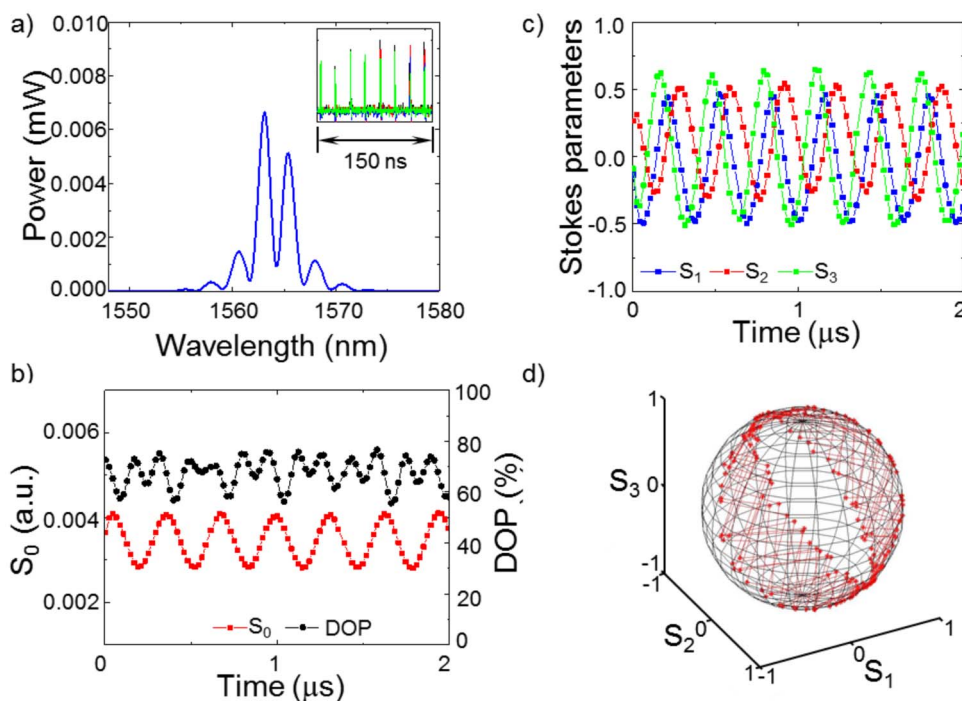 a)
0.010
0.008
0.006
0.004
0.002
0.000
Power (mW)
150 ns
1550 1560 1570 1580
Wavelength (nm)
b)
0.006
0.004
0.002
S0 (a.u.)
100
80
60
40
20
0
DOP (%)
S0 DOP
0 1 2
Time (μs)
c)
1.0
0.5
0.0
-0.5
-1.0
Stokes parameters
S1 S2 S3
0 1 2
Time (μs)
d)
1
S3 0
-1
-1
S2 0
1 -1
0 S1
1